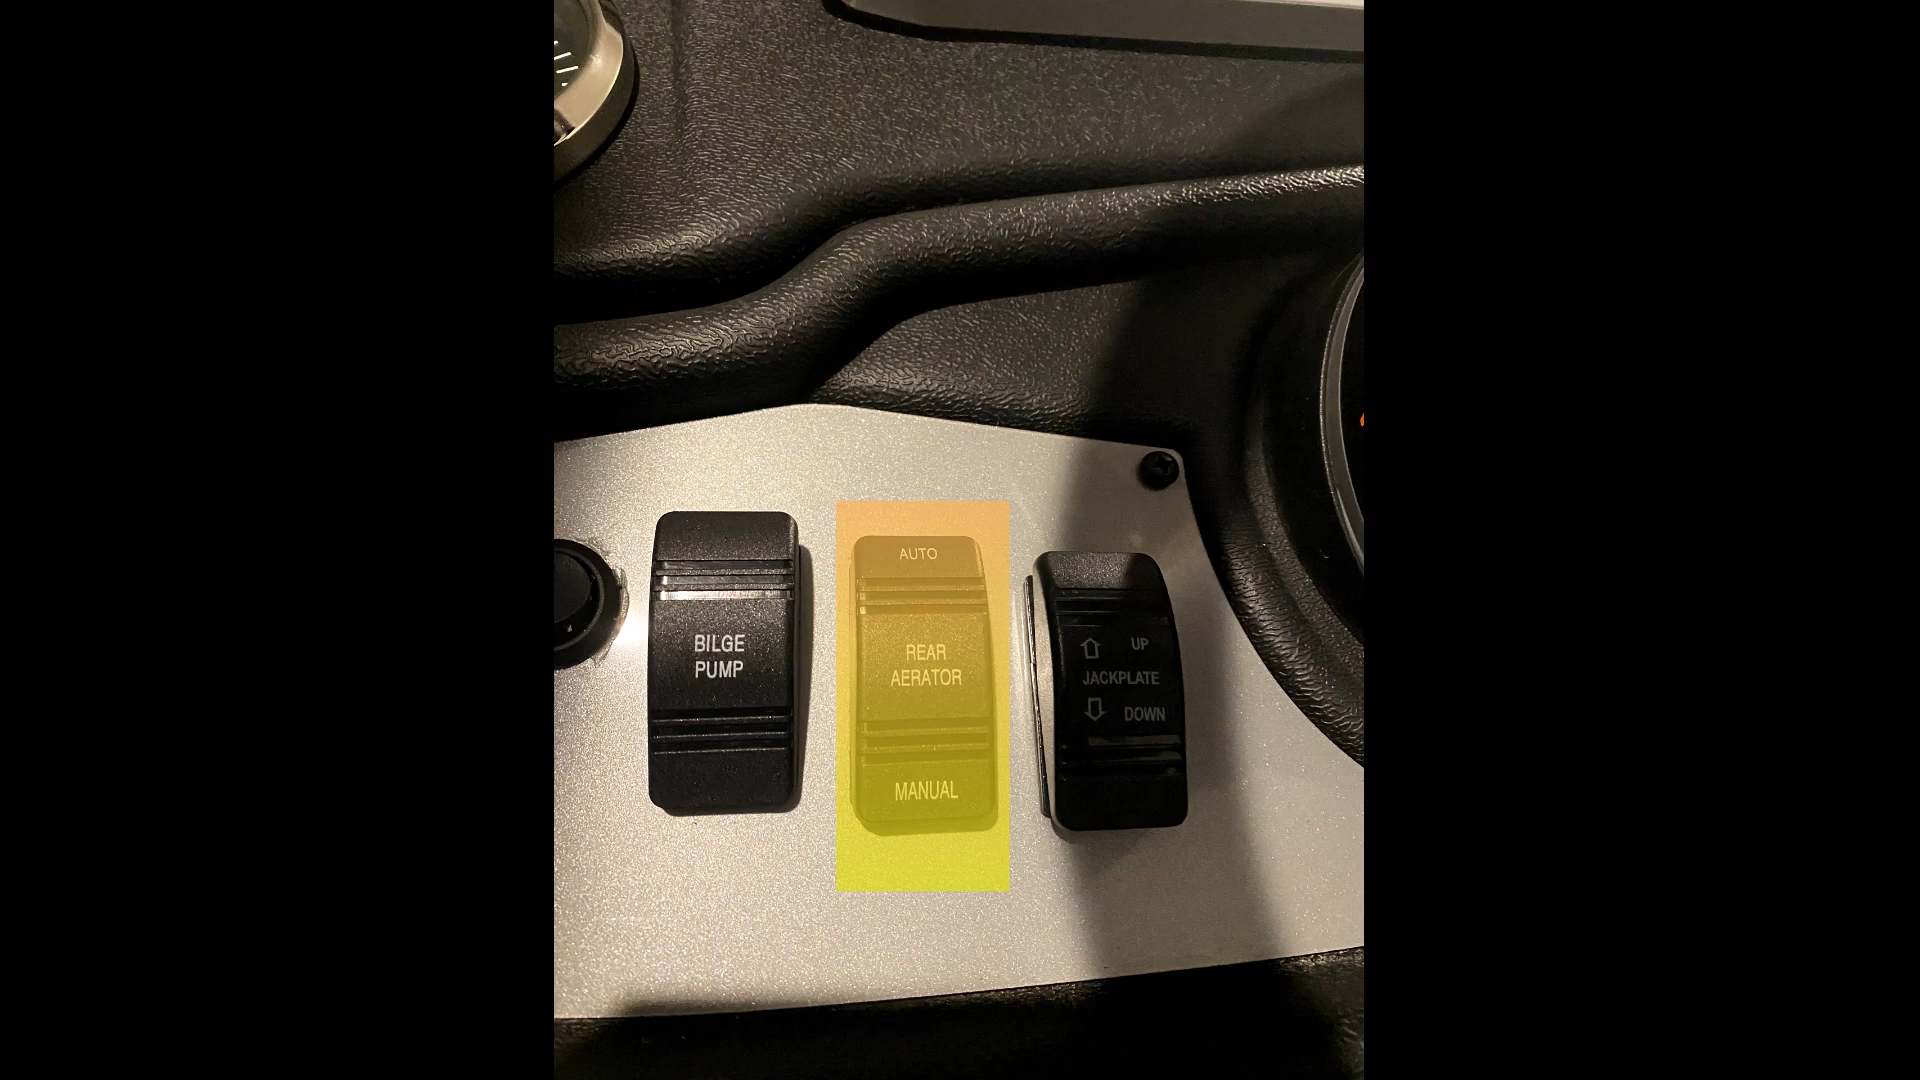 BILGE
PUMP
AUTO
REAR
AERATOR
MANUAL
UP
JACKPLATE
DOWN